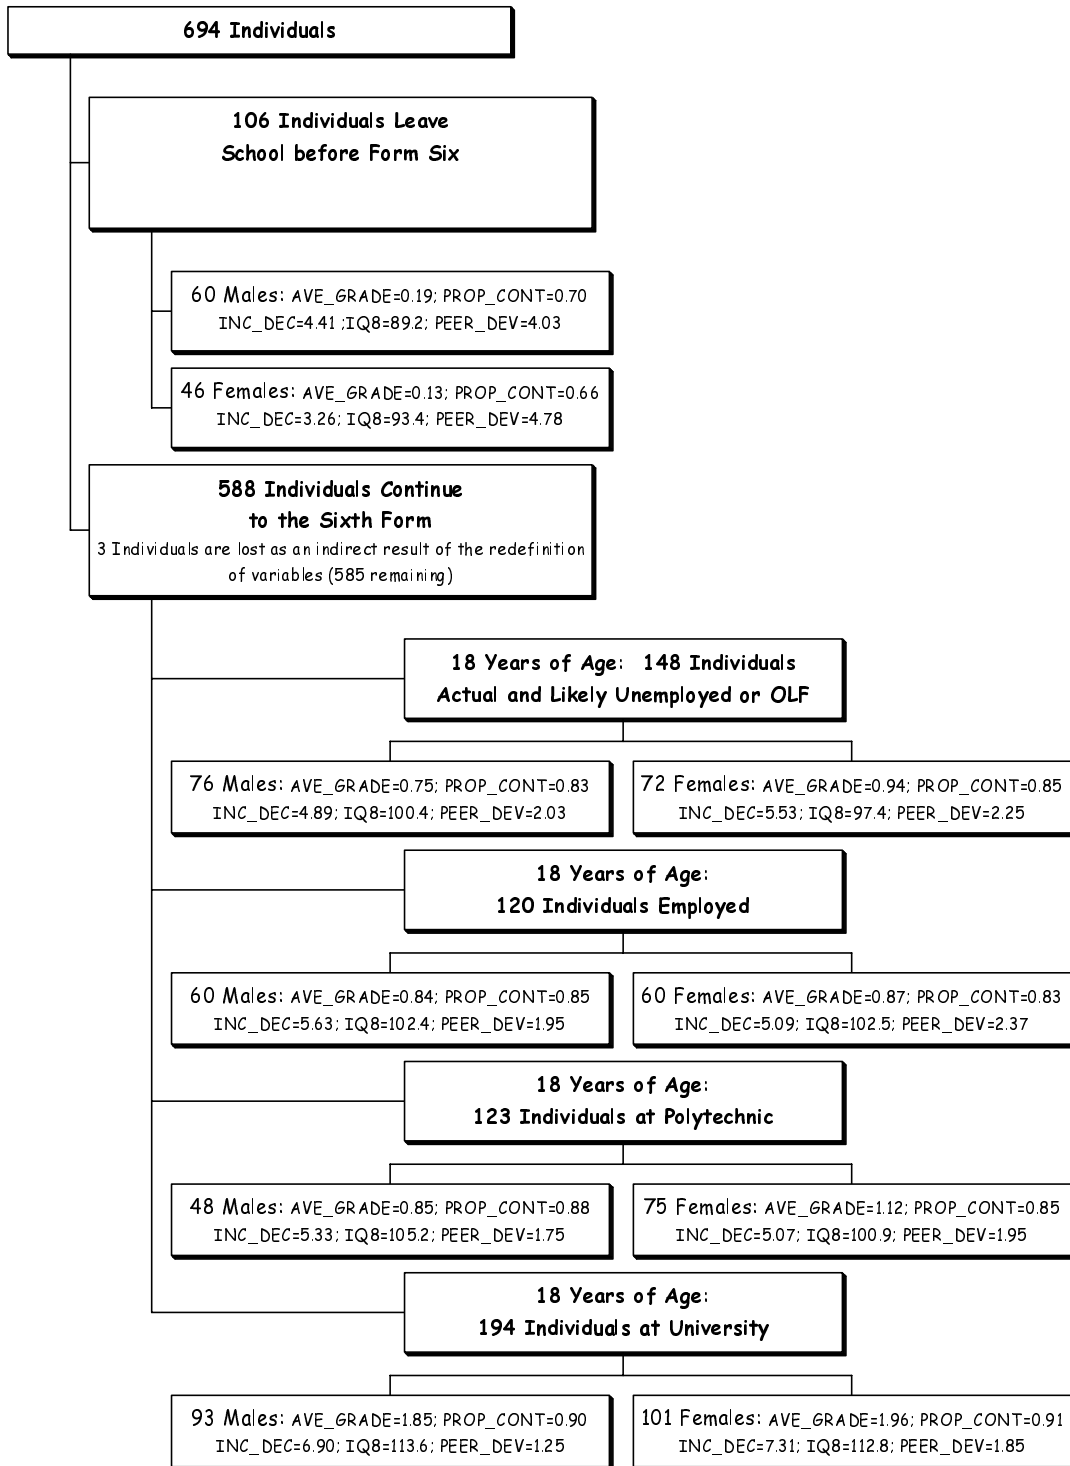 694 Individuals
106 Individuals Leave
School before Form Six
60 Males: AVE_GRADE=0.19; PROP_CONT=0.70
INC_DEC=4.41 ;IQ8=89.2; PEER_DEV=4.03
46 Females: AVE_GRADE=0.13; PROP_CONT=0.66
INC_DEC=3.26; IQ8=93.4; PEER_DEV=4.78
588 Individuals Continue
to the Sixth Form
3 Individuals are lost as an indirect result of the redefinition
of variables (585 remaining)
18 Years of Age: 148 Individuals
Actual and Likely Unemployed or OLF
76 Males: AVE_GRADE=0.75; PROP_CONT=0.83
INC_DEC=4.89; IQ8=100.4; PEER_DEV=2.03
72 Females: AVE_GRADE=0.94; PROP_CONT=0.85
INC_DEC=5.53; IQ8=97.4; PEER_DEV=2.25
18 Years of Age:
120 Individuals Employed
60 Males: AVE_GRADE=0.84; PROP_CONT=0.85
INC_DEC=5.63; IQ8=102.4; PEER_DEV=1.95
60 Females: AVE_GRADE=0.87; PROP_CONT=0.83
INC_DEC=5.09; IQ8=102.5; PEER_DEV=2.37
18 Years of Age:
123 Individuals at Polytechnic
48 Males: AVE_GRADE=0.85; PROP_CONT=0.88
INC_DEC=5.33; IQ8=105.2; PEER_DEV=1.75
75 Females: AVE_GRADE=1.12; PROP_CONT=0.85
INC_DEC=5.07; IQ8=100.9; PEER_DEV=1.95
18 Years of Age:
194 Individuals at University
93 Males: AVE_GRADE=1.85; PROP_CONT=0.90
INC_DEC=6.90; IQ8=113.6; PEER_DEV=1.25
101 Females: AVE_GRADE=1.96; PROP_CONT=0.91
INC_DEC=7.31; IQ8=112.8; PEER_DEV=1.85